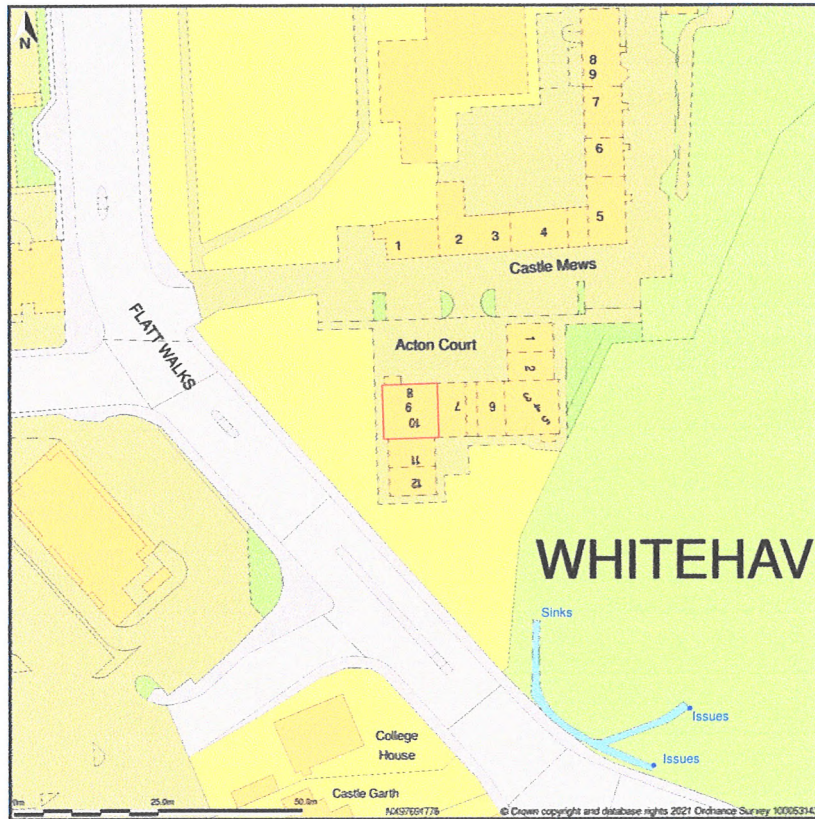 N
8
9
7
6
5
1 2 3 4
Castle Mews
FLATT WALKS
Acton Court
1
2
8
9
10
7
6
3
4
5
11
12
WHITEHAV
Sinks
Issues
Issues
College
House
Castle Garth
0m 25.0m 50.0m
© Crown copyright and database rights 2021 Ordnance Survey